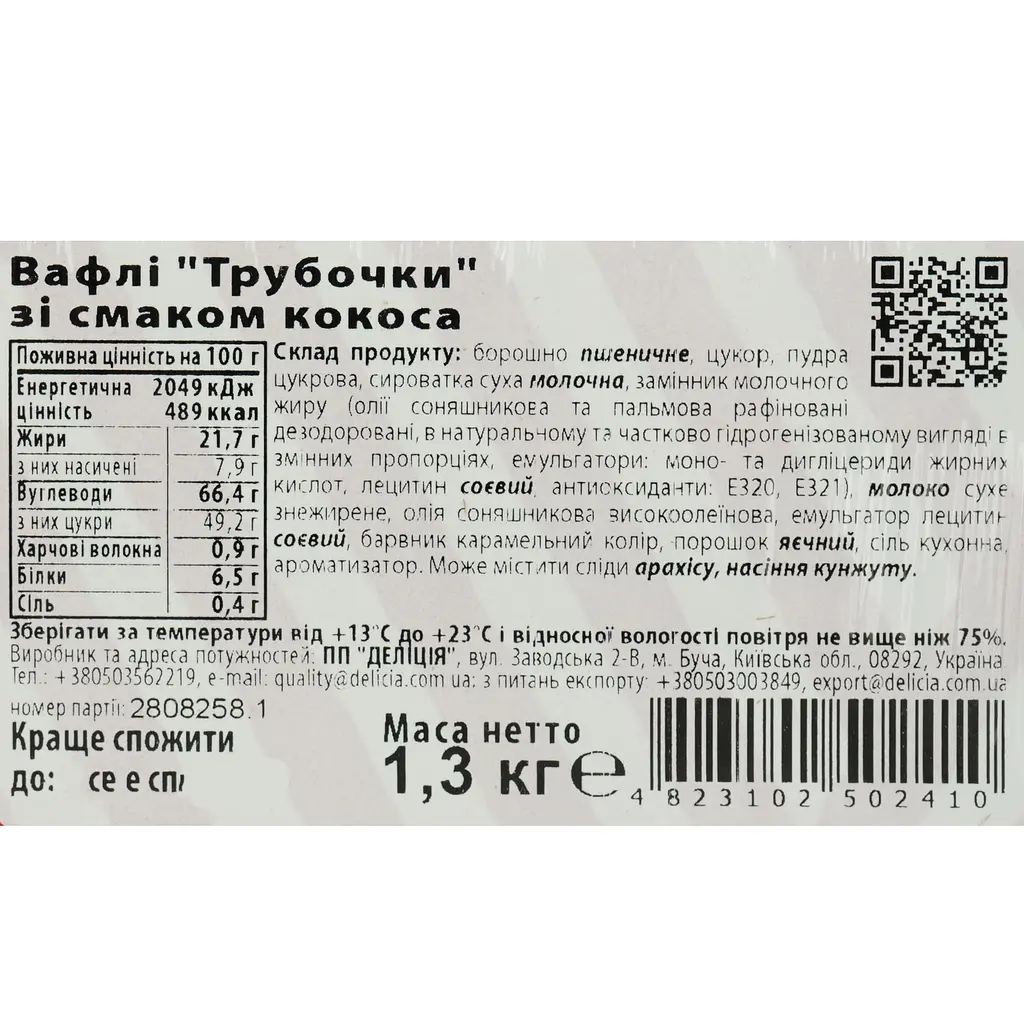 Вафлі "Трубочки"
зі смаком кокоса
Поживна цінність на 100 г
Енергетична 2049 кДж
цінність 489 ккал
Жири 21,7 г
з них насичені 7,9 г
Вуглеводи 66,4 г
з них цукри 49,2 г
Харчові волокна 0,9 г
Білки 6,5 г
Сіль 0,4 г
Склад продукту: борошно пшеничне, цукор, пудра
цукрова, сироватка суха молочна, замінник молочного
жиру (олії соняшникова та пальмова рафіновані
дезодоровані, в натуральному та частково гідрогенізованому вигляді в
змінних пропорціях, емульгатори: моно- та дигліцериди жирних
кислот, лецитин соєвий, антиоксиданти: Е320, Е321), молоко сухе
знежирене, олія соняшникова високоолеїнова, емульгатор лецитин
соєвий, барвник карамельний колір, порошок яєчний, сіль кухонна,
ароматизатор. Може містити сліди арахісу, насіння кунжуту.
Зберігати за температури від +13°С до +23°С і відносної вологості повітря не вище ніж 75%.
Виробник та адреса потужностей: ПП "ДЕЛІЦІЯ", вул. Заводська 2-В, м. Буча, Київська обл., 08292, Україна
Тел.: +380503562219, e-mail: quality@delicia.com.ua; з питань експорту: +380503003849, export@delicia.com.ua
номер партії: 2808258.1
Краще спожити
до:
Маса нетто
1,3 кг ℮
4 823102 502410